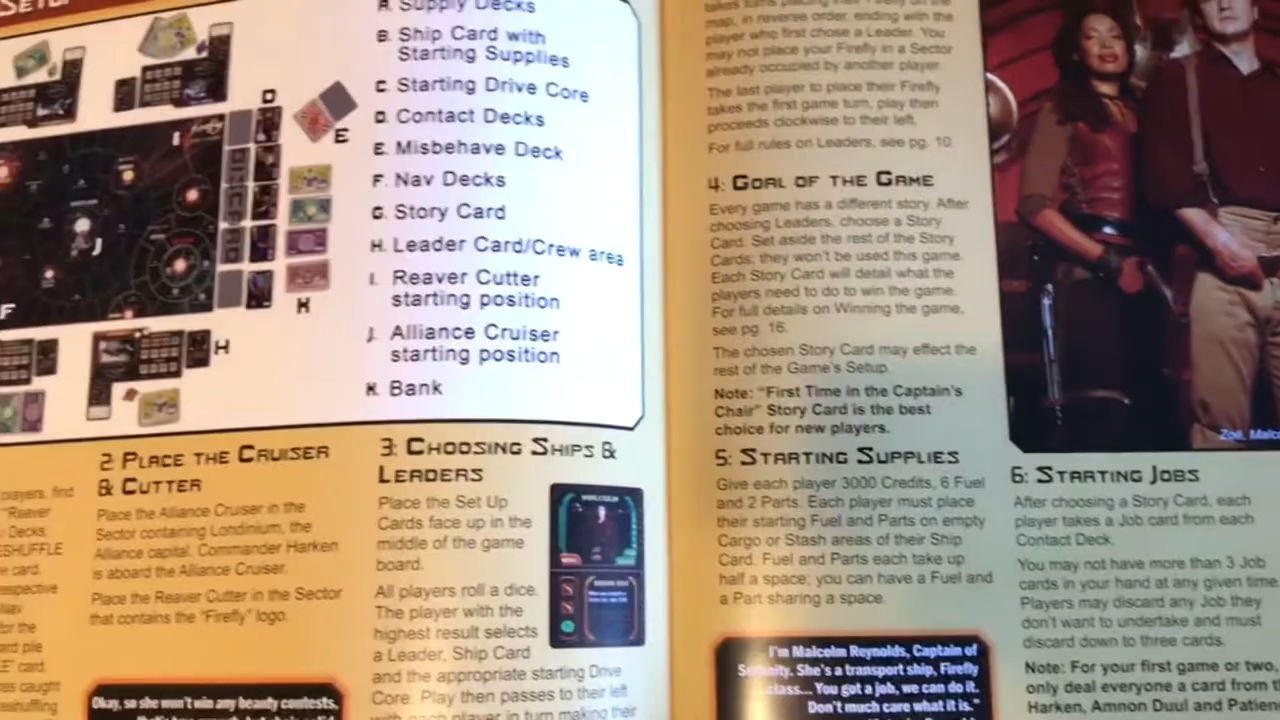 A. Supply Decks
B. Ship Card with
Starting Supplies
C. Starting Drive Core
D. Contact Decks
E. Misbehave Deck
F. Nav Decks
G. Story Card
H. Leader Card/Crew area
I. Reaver Cutter
starting position
J. Alliance Cruiser
starting position
K. Bank
D
E
J
F
K
H
players, find
"Reaver
Decks,
card
for the
card pile
caught
reshuffling
2: Place the Cruiser
& Cutter
Place the Alliance Cruiser in the
Sector containing Londinium, the
Alliance capital. Commander Harken
is aboard the Alliance Cruiser.
Place the Reaver Cutter in the Sector
that contains the "Firefly" logo.
Okay, so she won't win any beauty contests,
3: Choosing Ships &
Leaders
Place the Set Up
Cards face up in the
middle of the game
board.
All players roll a dice.
The player with the
highest result selects
a Leader, Ship Card
and the appropriate starting Drive
Core. Play then passes to their left
with each player in turn making their
map, in reverse order, ending with the
player who first chose a Leader. You
may not place your Firefly in a Sector
already occupied by another player.
The last player to place their Firefly
takes the first game turn, play then
proceeds clockwise to their left.
For full rules on Leaders, see pg. 10.
4: Goal of the Game
Every game has a different story. After
choosing Leaders, choose a Story
Card. Set aside the rest of the Story
Cards; they won't be used this game.
Each Story Card will detail what the
players need to do to win the game.
For full details on Winning the game,
see pg. 16.
The chosen Story Card may effect the
rest of the Game's Setup.
Note: "First Time in the Captain's
Chair" Story Card is the best
choice for new players.
5: Starting Supplies
Give each player 3000 Credits, 6 Fuel
and 2 Parts. Each player must place
their starting Fuel and Parts on empty
Cargo or Stash areas of their Ship
Card. Fuel and Parts each take up
half a space; you can have a Fuel and
a Part sharing a space.
I'm Malcolm Reynolds, Captain of
Serenity. She's a transport ship, Firefly
class... You got a job, we can do it.
Don't much care what it is."
Zoe, Malc
6: Starting Jobs
After choosing a Story Card, each
player takes a Job card from each
Contact Deck.
You may not have more than 3 Job
cards in your hand at any given time.
Players may discard any Job they
don't want to undertake and must
discard down to three cards.
Note: For your first game or two,
only deal everyone a card from
Harken, Amnon Duul and